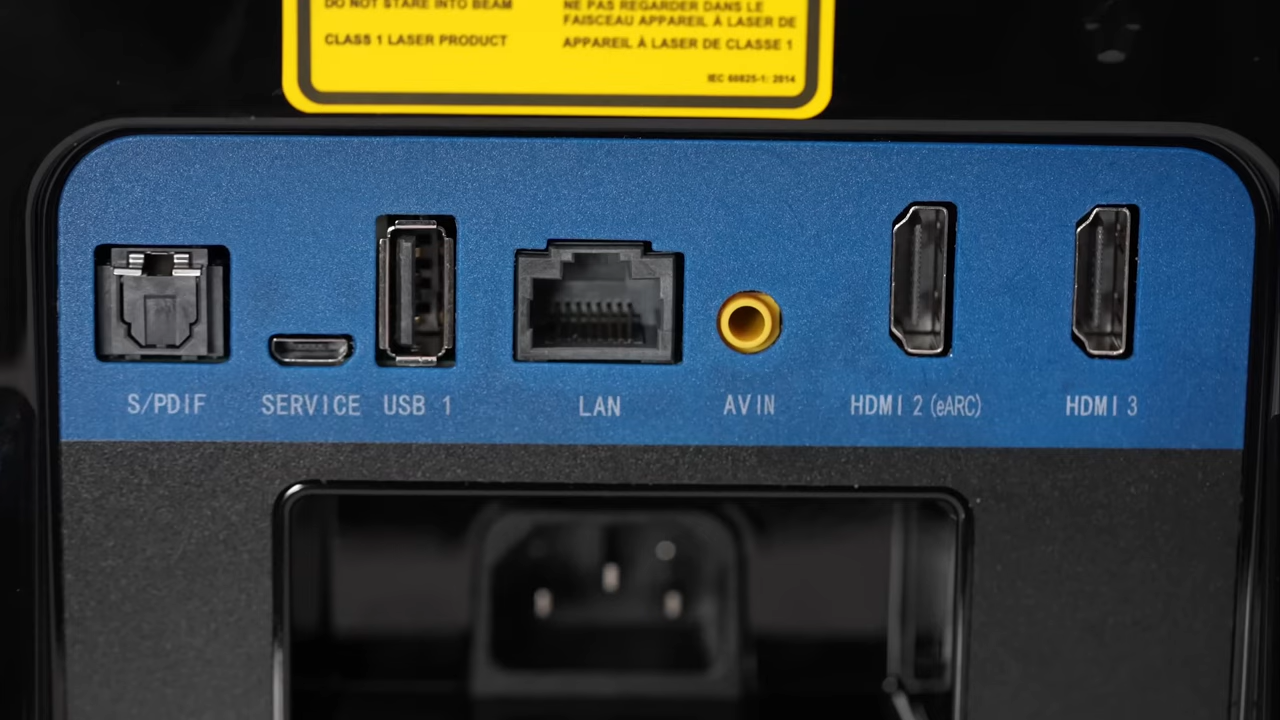 DO NOT STARE INTO BEAM
CLASS 1 LASER PRODUCT
NE PAS REGARDER DANS LE
FAISCEAU APPAREIL À LASER DE
APPAREIL À LASER DE CLASSE 1
IEC 60825-1: 2014
S/PDIF
SERVICE
USB 1
LAN
AV IN
HDMI 2 (eARC)
HDMI 3